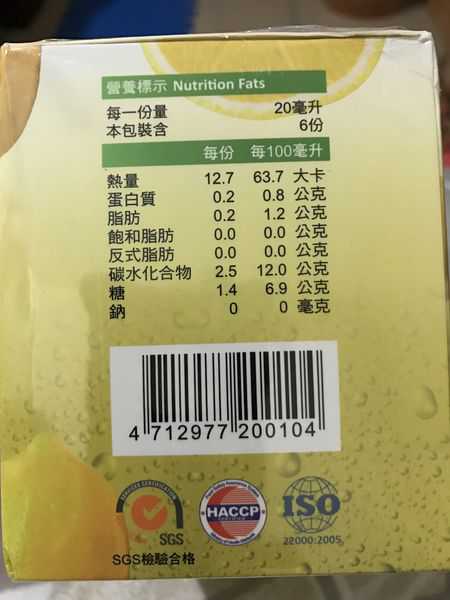 營養標示 Nutrition Fats
每一份量 20毫升
本包裝含 6份
每份 每100毫升
熱量 12.7 63.7 大卡
蛋白質 0.2 0.8 公克
脂肪 0.2 1.2 公克
飽和脂肪 0.0 0.0 公克
反式脂肪 0.0 0.0 公克
碳水化合物 2.5 12.0 公克
糖 1.4 6.9 公克
鈉 0 0 毫克
4 712977 200104
SERVICES CERTIFICATION
SGS
SGS檢驗合格
HACCP
CERTIFIED
ISO
22000:2005